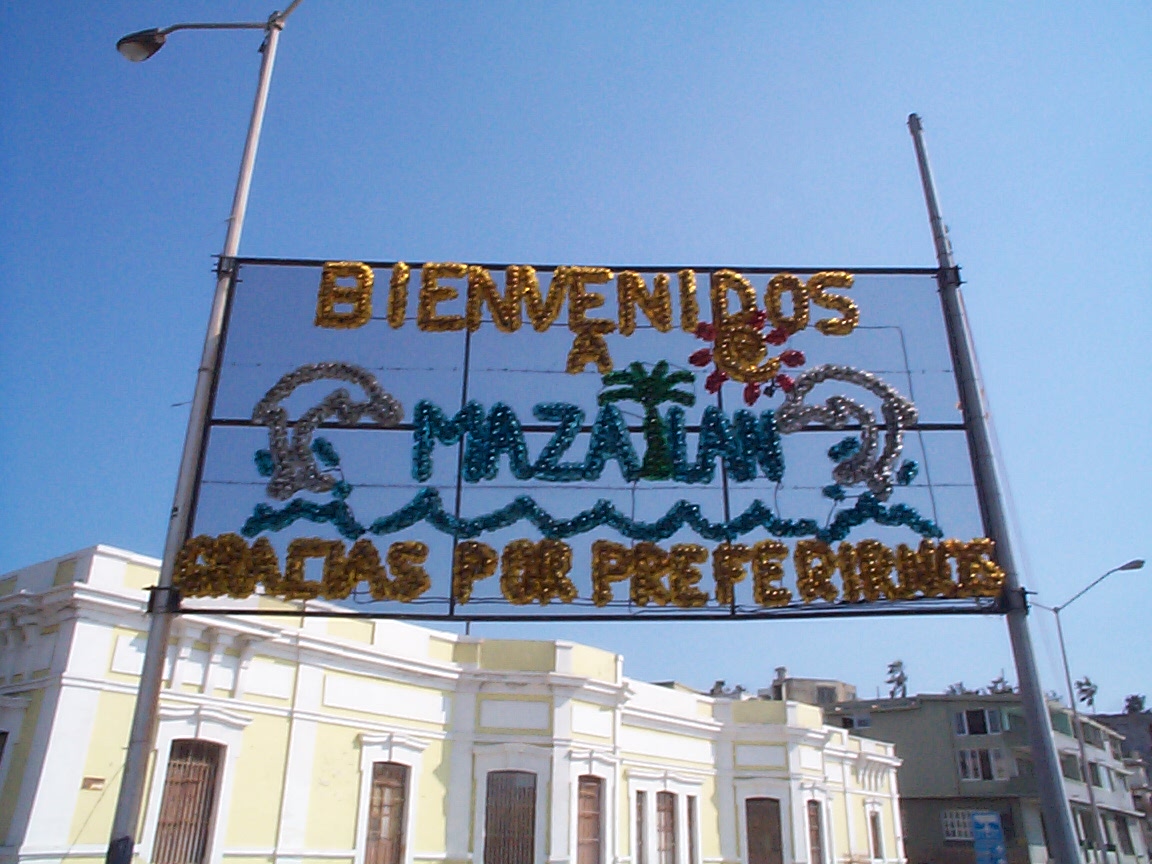 BIENVENIDOS
A
MAZATLAN
GRACIAS POR PREFERIRNOS